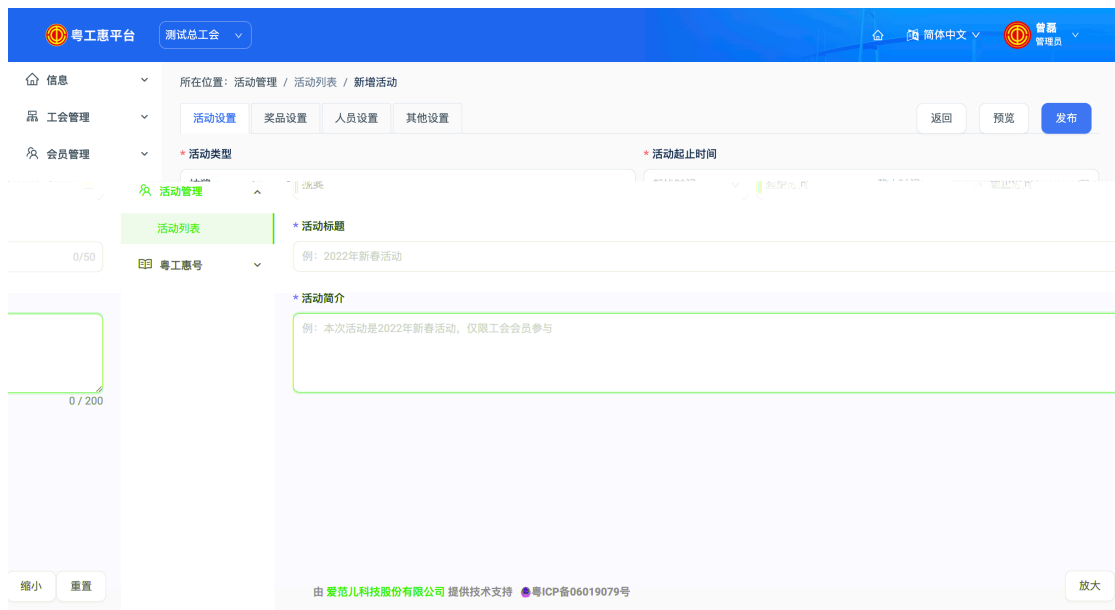 粤工惠平台
测试总工会
简体中文
曾磊
管理员
信息
所在位置：活动管理 / 活动列表 / 新增活动
工会管理
活动设置 奖品设置 人员设置 其他设置
返回 预览 发布
会员管理
* 活动类型
* 活动起止时间
活动管理
活动列表
* 活动标题
0/50
例：2022年新春活动
粤工惠号
* 活动简介
例：本次活动是2022年新春活动，仅限工会会员参与
0 / 200
缩小 重置
由 爱范儿科技股份有限公司 提供技术支持 粤ICP备06019079号
放大